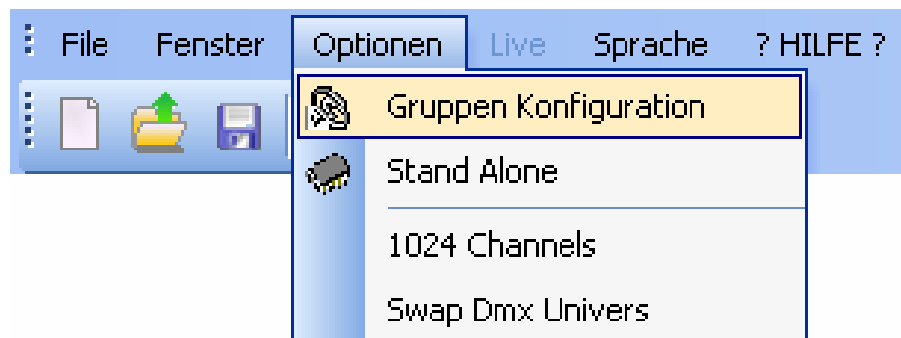 File Fenster Optionen Live Sprache ? HILFE ?
Gruppen Konfiguration
Stand Alone
1024 Channels
Swap Dmx Univers